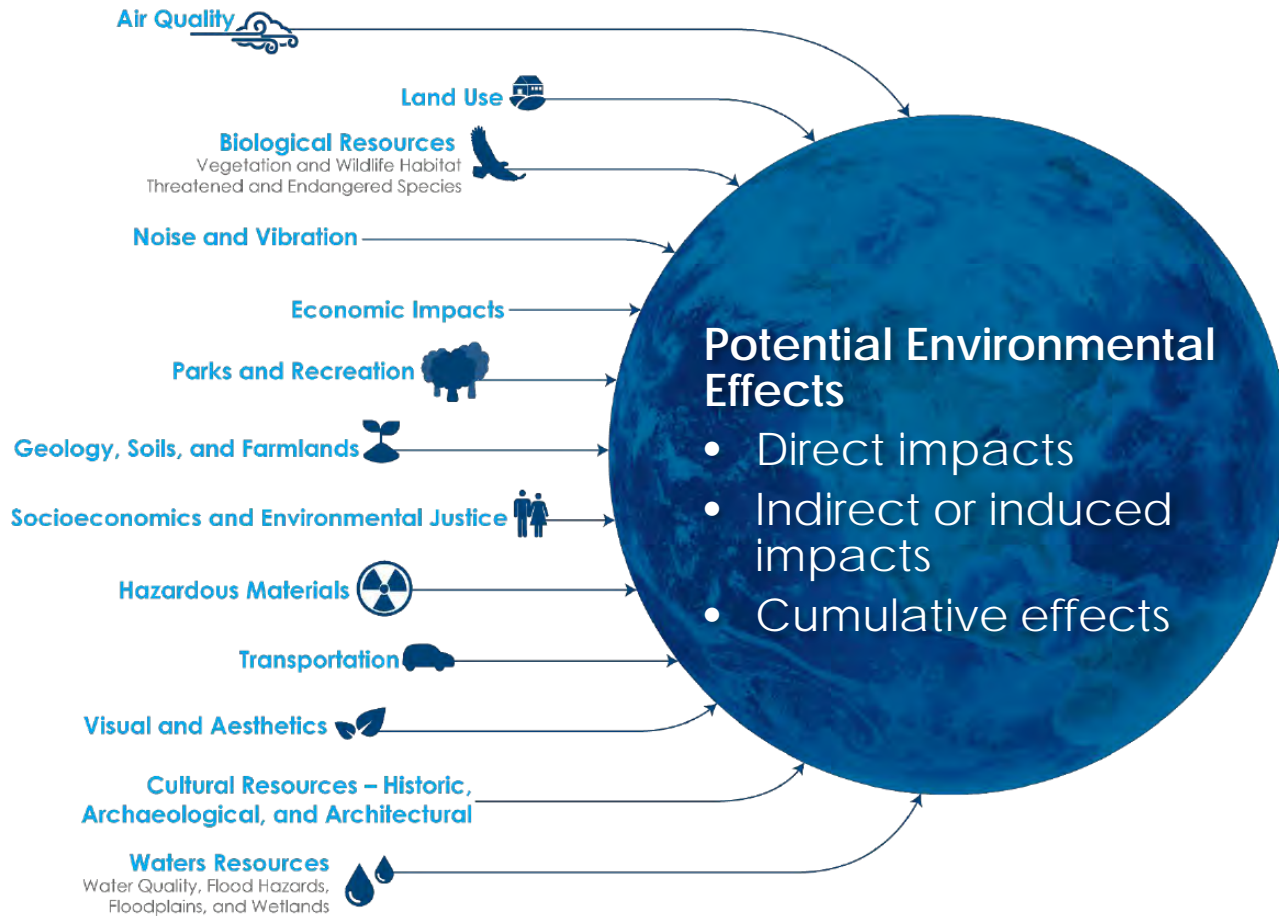 Air Quality
Land Use
Biological Resources
Vegetation and Wildlife Habitat
Threatened and Endangered Species
Noise and Vibration
Economic Impacts
Parks and Recreation
Geology, Soils, and Farmlands
Socioeconomics and Environmental Justice
Hazardous Materials
Transportation
Visual and Aesthetics
Cultural Resources – Historic,
Archaeological, and Architectural
Waters Resources
Water Quality, Flood Hazards,
Floodplains, and Wetlands
Potential Environmental
Effects
• Direct impacts
• Indirect or induced
impacts
• Cumulative effects